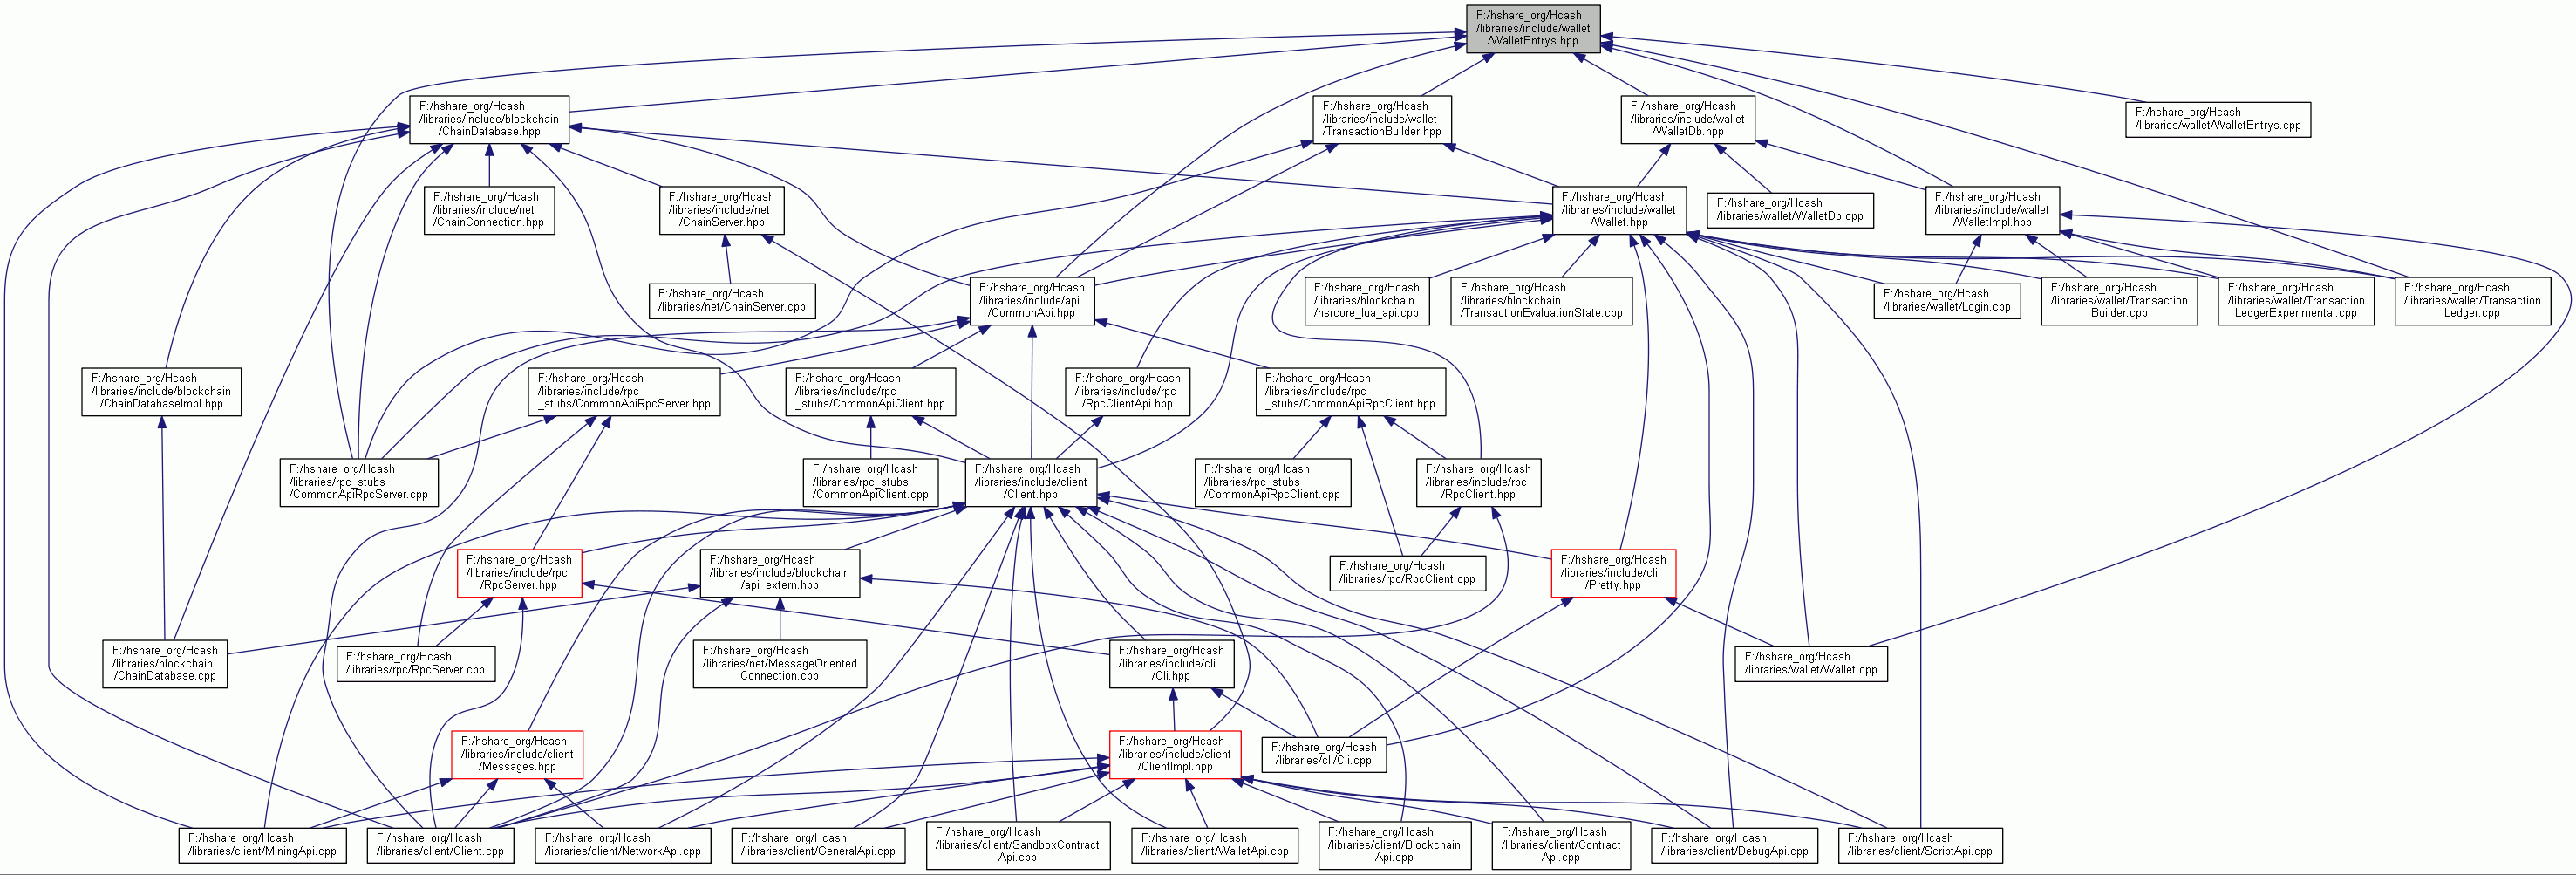 F:/hshare_org/Hcash
/libraries/include/wallet
/WalletEntrys.hpp
F:/hshare_org/Hcash
/libraries/include/blockchain
/ChainDatabase.hpp
F:/hshare_org/Hcash
/libraries/include/wallet
/TransactionBuilder.hpp
F:/hshare_org/Hcash
/libraries/include/wallet
/WalletDb.hpp
F:/hshare_org/Hcash
/libraries/wallet/WalletEntrys.cpp
F:/hshare_org/Hcash
/libraries/include/net
/ChainConnection.hpp
F:/hshare_org/Hcash
/libraries/include/net
/ChainServer.hpp
F:/hshare_org/Hcash
/libraries/include/wallet
/Wallet.hpp
F:/hshare_org/Hcash
/libraries/wallet/WalletDb.cpp
F:/hshare_org/Hcash
/libraries/include/wallet
/WalletImpl.hpp
F:/hshare_org/Hcash
/libraries/net/ChainServer.cpp
F:/hshare_org/Hcash
/libraries/include/api
/CommonApi.hpp
F:/hshare_org/Hcash
/libraries/blockchain
/hsrcore_lua_api.cpp
F:/hshare_org/Hcash
/libraries/blockchain
/TransactionEvaluationState.cpp
F:/hshare_org/Hcash
/libraries/wallet/Login.cpp
F:/hshare_org/Hcash
/libraries/wallet/Transaction
Builder.cpp
F:/hshare_org/Hcash
/libraries/wallet/Transaction
LedgerExperimental.cpp
F:/hshare_org/Hcash
/libraries/wallet/Transaction
Ledger.cpp
F:/hshare_org/Hcash
/libraries/include/blockchain
/ChainDatabaseImpl.hpp
F:/hshare_org/Hcash
/libraries/include/rpc
_stubs/CommonApiRpcServer.hpp
F:/hshare_org/Hcash
/libraries/include/rpc
_stubs/CommonApiClient.hpp
F:/hshare_org/Hcash
/libraries/include/rpc
/RpcClientApi.hpp
F:/hshare_org/Hcash
/libraries/include/rpc
_stubs/CommonApiRpcClient.hpp
F:/hshare_org/Hcash
/libraries/rpc_stubs
/CommonApiRpcServer.cpp
F:/hshare_org/Hcash
/libraries/rpc_stubs
/CommonApiClient.cpp
F:/hshare_org/Hcash
/libraries/include/client
/Client.hpp
F:/hshare_org/Hcash
/libraries/rpc_stubs
/CommonApiRpcClient.cpp
F:/hshare_org/Hcash
/libraries/include/rpc
/RpcClient.hpp
F:/hshare_org/Hcash
/libraries/include/rpc
/RpcServer.hpp
F:/hshare_org/Hcash
/libraries/include/blockchain
/api_extern.hpp
F:/hshare_org/Hcash
/libraries/rpc/RpcClient.cpp
F:/hshare_org/Hcash
/libraries/include/cli
/Pretty.hpp
F:/hshare_org/Hcash
/libraries/blockchain
/ChainDatabase.cpp
F:/hshare_org/Hcash
/libraries/rpc/RpcServer.cpp
F:/hshare_org/Hcash
/libraries/net/MessageOriented
Connection.cpp
F:/hshare_org/Hcash
/libraries/include/cli
/Cli.hpp
F:/hshare_org/Hcash
/libraries/wallet/Wallet.cpp
F:/hshare_org/Hcash
/libraries/include/client
/Messages.hpp
F:/hshare_org/Hcash
/libraries/include/client
/ClientImpl.hpp
F:/hshare_org/Hcash
/libraries/cli/Cli.cpp
F:/hshare_org/Hcash
/libraries/client/MiningApi.cpp
F:/hshare_org/Hcash
/libraries/client/Client.cpp
F:/hshare_org/Hcash
/libraries/client/NetworkApi.cpp
F:/hshare_org/Hcash
/libraries/client/GeneralApi.cpp
F:/hshare_org/Hcash
/libraries/client/SandboxContract
Api.cpp
F:/hshare_org/Hcash
/libraries/client/WalletApi.cpp
F:/hshare_org/Hcash
/libraries/client/Blockchain
Api.cpp
F:/hshare_org/Hcash
/libraries/client/Contract
Api.cpp
F:/hshare_org/Hcash
/libraries/client/DebugApi.cpp
F:/hshare_org/Hcash
/libraries/client/ScriptApi.cpp